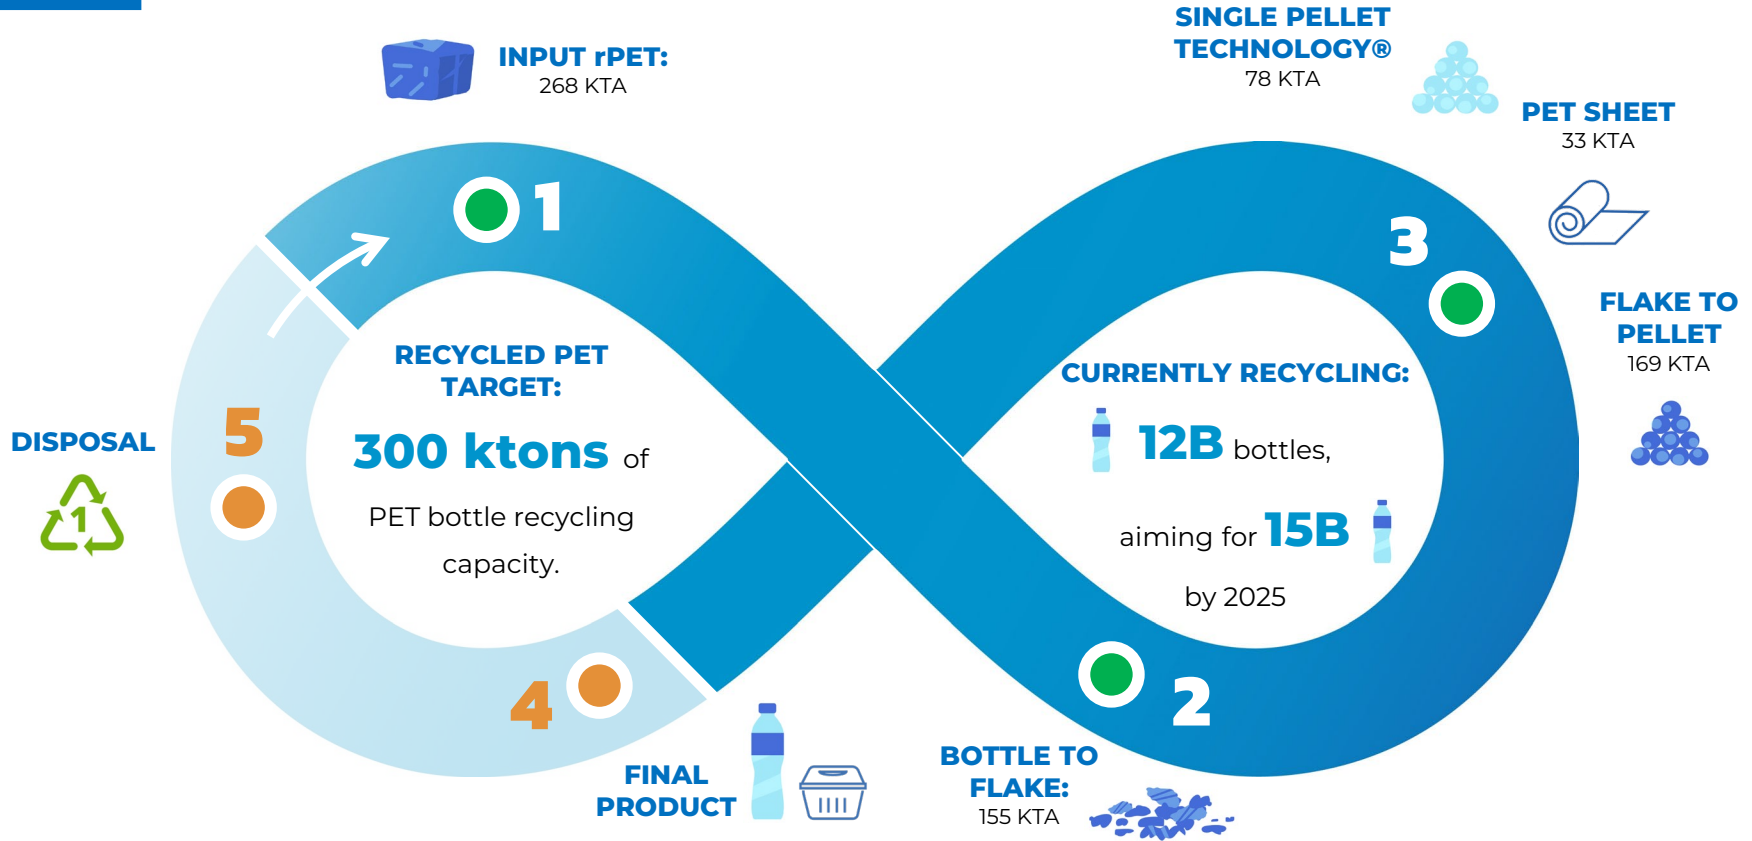 INPUT rPET:
268 KTA
SINGLE PELLET
TECHNOLOGY®
78 KTA
PET SHEET
33 KTA
1
3
FLAKE TO
PELLET
169 KTA
RECYCLED PET
TARGET:
300 ktons of
PET bottle recycling
capacity.
CURRENTLY RECYCLING:
12B bottles,
aiming for 15B
by 2025
5
DISPOSAL
1
4
2
FINAL
PRODUCT
BOTTLE TO
FLAKE:
155 KTA